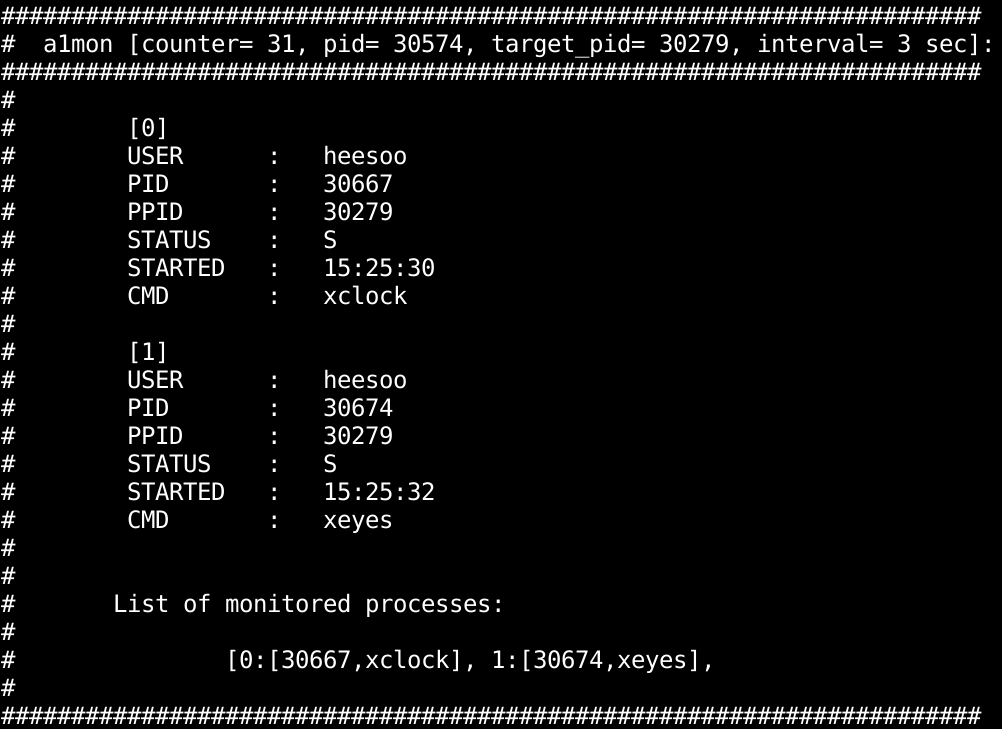 ######################################################################
#  a1mon [counter= 31, pid= 30574, target_pid= 30279, interval= 3 sec]:
######################################################################
#
#        [0]
#        USER      :   heesoo
#        PID       :   30667
#        PPID      :   30279
#        STATUS    :   S
#        STARTED   :   15:25:30
#        CMD       :   xclock
#
#        [1]
#        USER      :   heesoo
#        PID       :   30674
#        PPID      :   30279
#        STATUS    :   S
#        STARTED   :   15:25:32
#        CMD       :   xeyes
#
#
#       List of monitored processes:
#
#               [0:[30667,xclock], 1:[30674,xeyes],
#
######################################################################